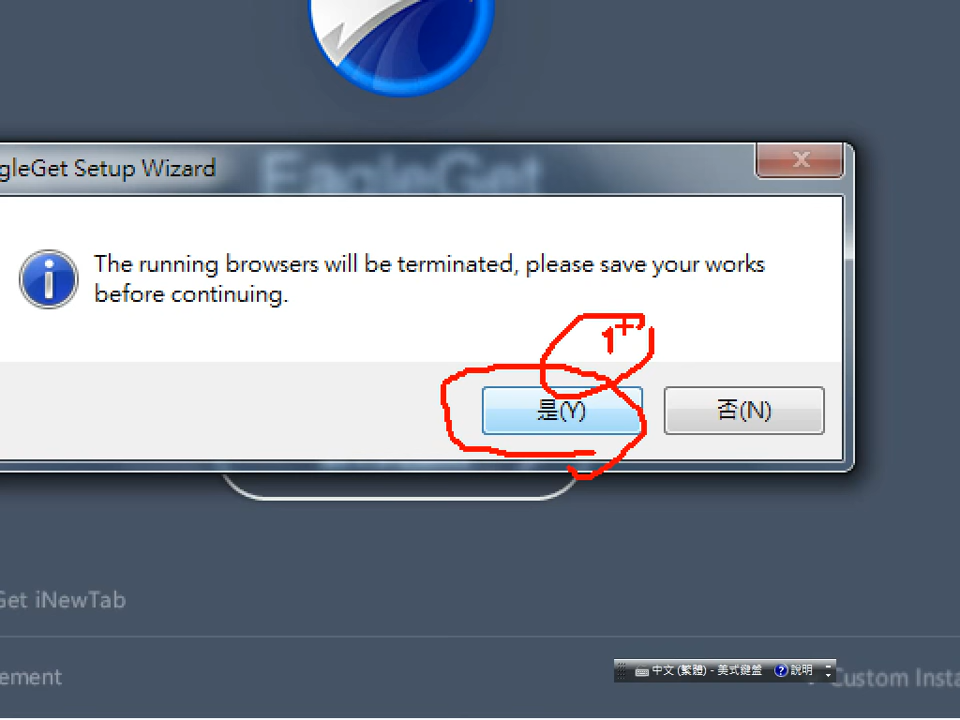 gleGet Setup Wizard
EagleGet
The running browsers will be terminated, please save your works
before continuing.
1
是(Y)
否(N)
Get iNewTab
ement
中文 (繁體) - 美式鍵盤
說明
Custom Insta